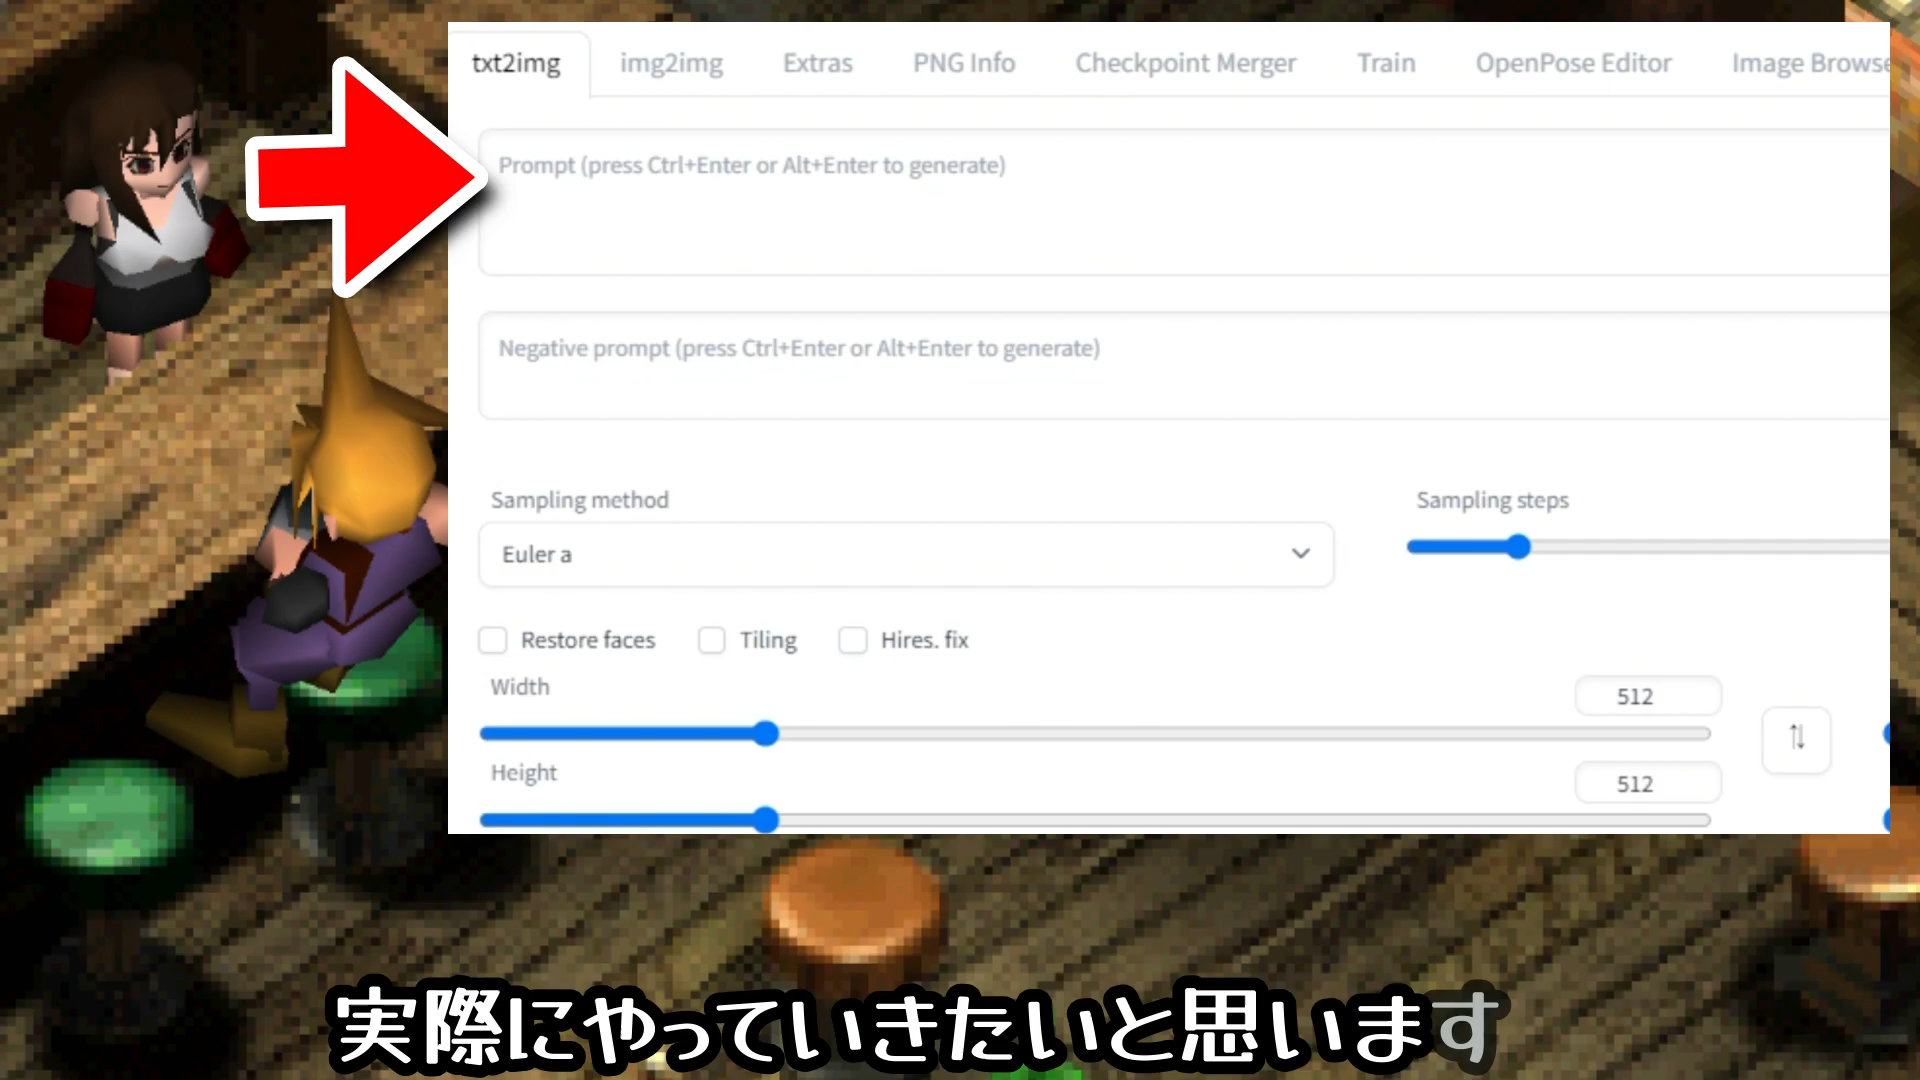 txt2img img2img Extras PNG Info Checkpoint Merger Train OpenPose Editor Image Browse
Prompt (press Ctrl+Enter or Alt+Enter to generate)
Negative prompt (press Ctrl+Enter or Alt+Enter to generate)
Sampling method Sampling steps
Euler a
Restore faces Tiling Hires. fix
Width 512
Height 512
実際にやっていきたいと思います